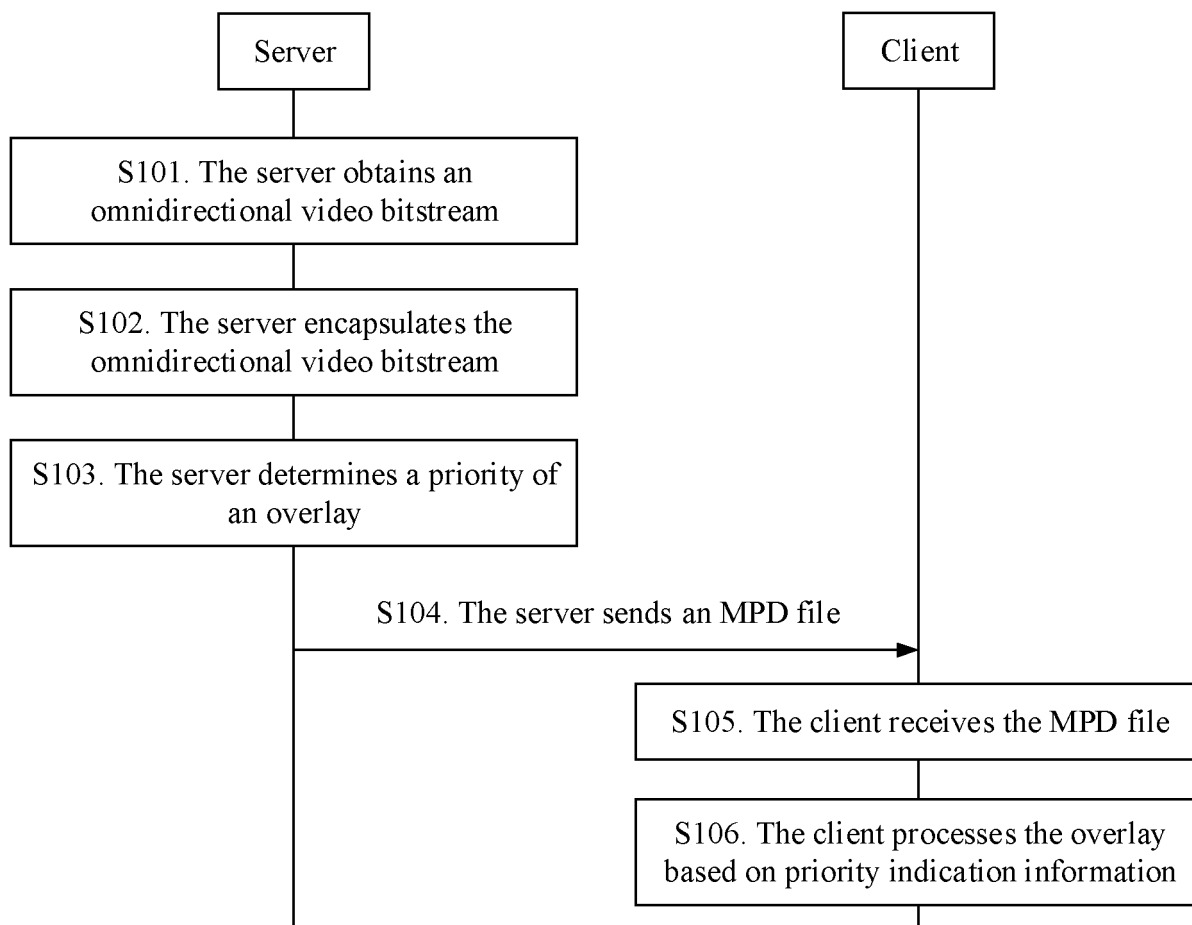 Server
Client
S101. The server obtains an
omnidirectional video bitstream
S102. The server encapsulates the
omnidirectional video bitstream
S103. The server determines a priority of
an overlay
S104. The server sends an MPD file
S105. The client receives the MPD file
S106. The client processes the overlay
based on priority indication information